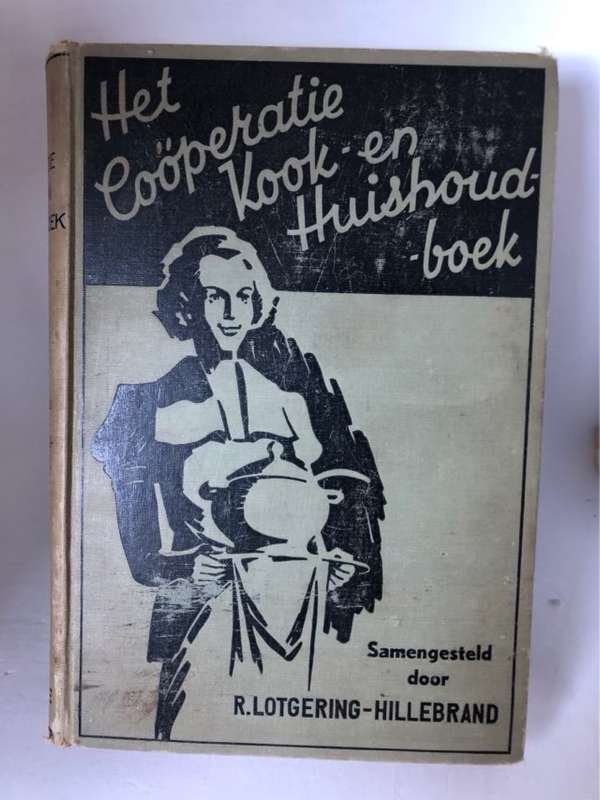 Het
Coöperatie
Kook- en
Huishoud-
-boek
Samengesteld
door
R. LOTGERING-HILLEBRAND